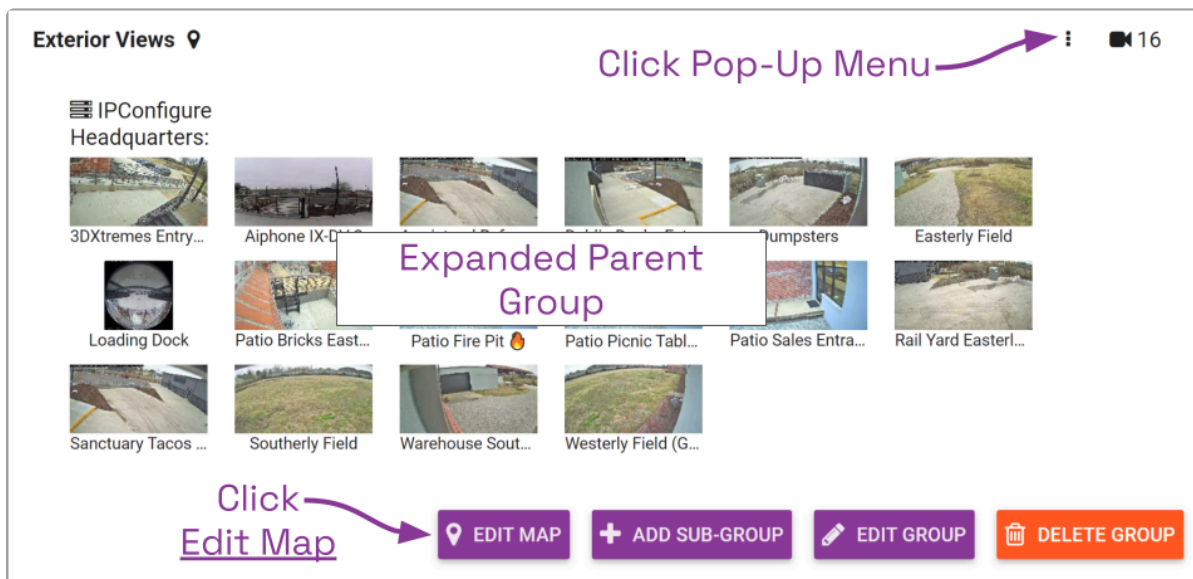 Exterior Views
16
Click Pop-Up Menu
IPConfigure
Headquarters:
3DXtremes Entry...
Dumpsters
Easterly Field
Expanded Parent
Group
Loading Dock
Patio Bricks East...
Patio Fire Pit 🔥
Patio Picnic Tabl...
Patio Sales Entra...
Rail Yard Easterl...
Sanctuary Tacos ...
Southerly Field
Warehouse Sout...
Westerly Field (G...
Click
Edit Map
EDIT MAP
ADD SUB-GROUP
EDIT GROUP
DELETE GROUP